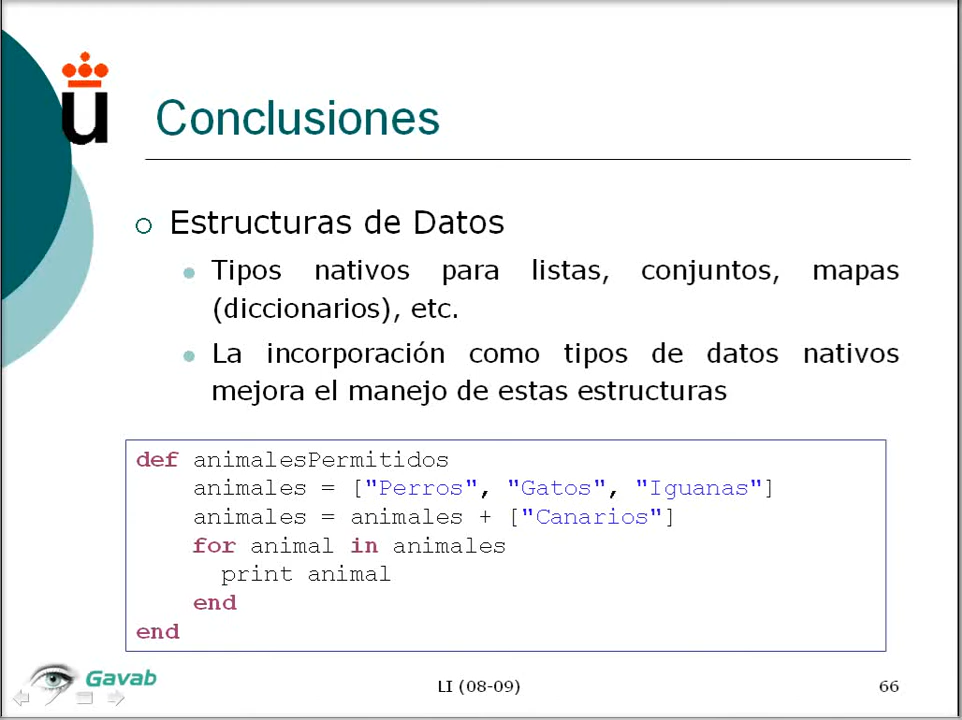 Conclusiones
Estructuras de Datos
Tipos nativos para listas, conjuntos, mapas
(diccionarios), etc.
La incorporación como tipos de datos nativos
mejora el manejo de estas estructuras
def animalesPermitidos
    animales = ["Perros", "Gatos", "Iguanas"]
    animales = animales + ["Canarios"]
    for animal in animales
      print animal
    end
end
Gavab
LI (08-09)
66